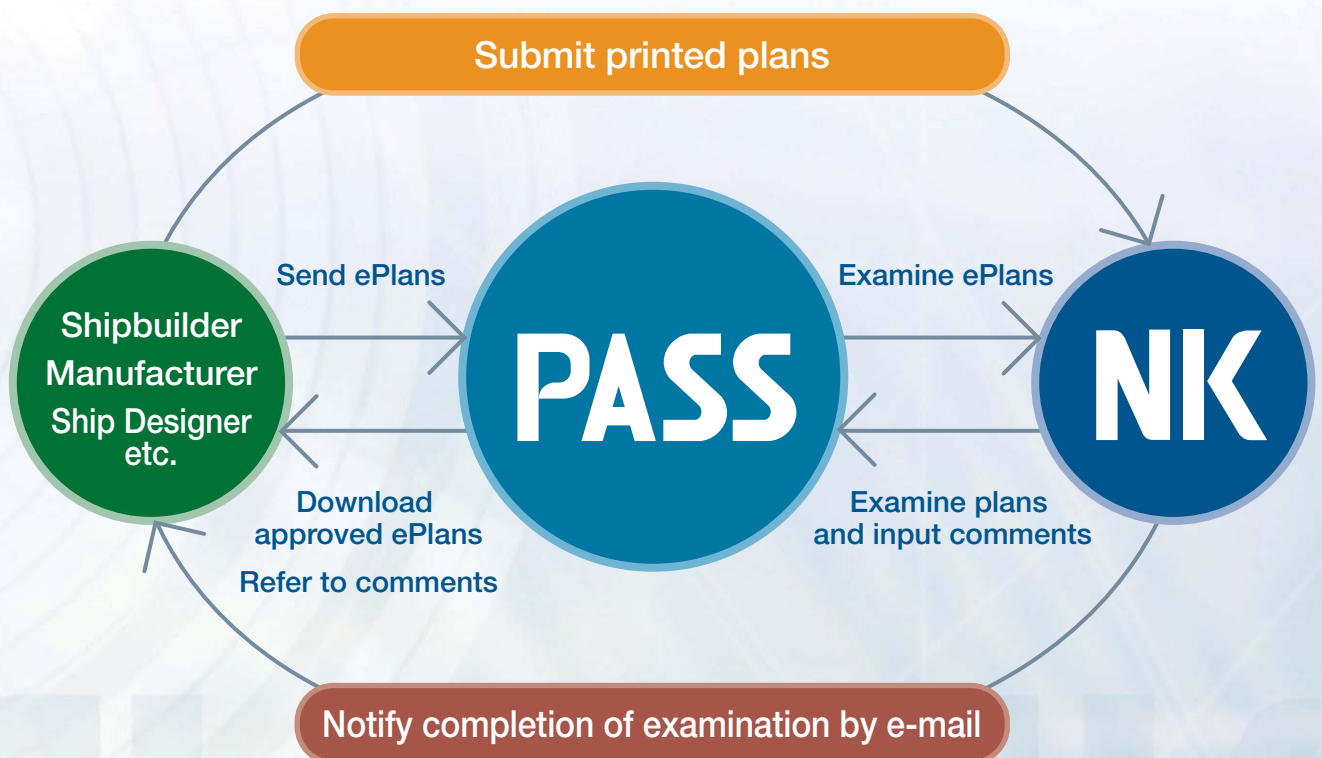 Submit printed plans
Send ePlans
Examine ePlans
Shipbuilder
Manufacturer
Ship Designer
etc.
PASS
NK
Download
approved ePlans
Refer to comments
Examine plans
and input comments
Notify completion of examination by e-mail